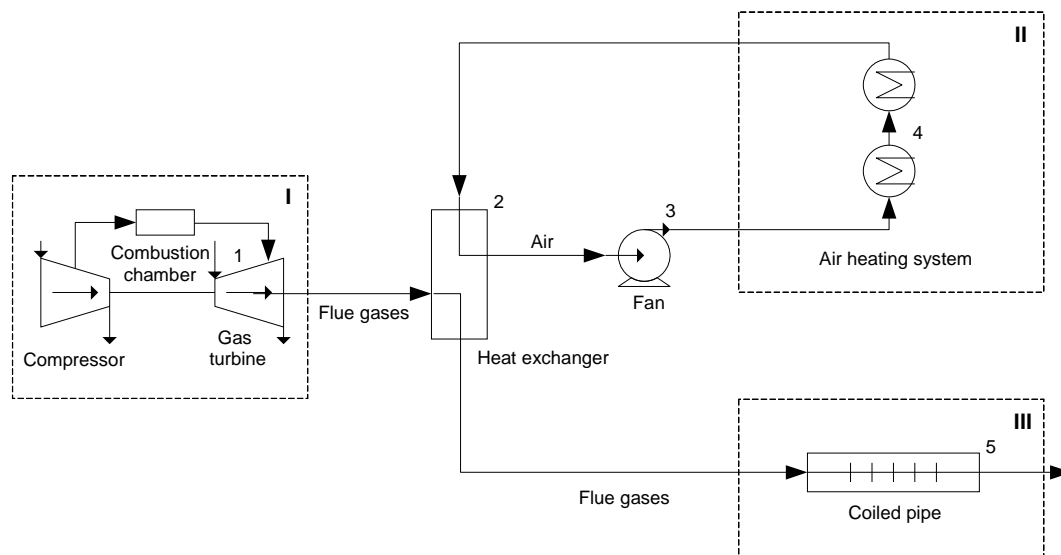 II
4
I
2
3
Combustion
chamber
1
Air
Air heating system
Fan
Flue gases
Compressor
Gas
turbine
Heat exchanger
III
5
Flue gases
Coiled pipe